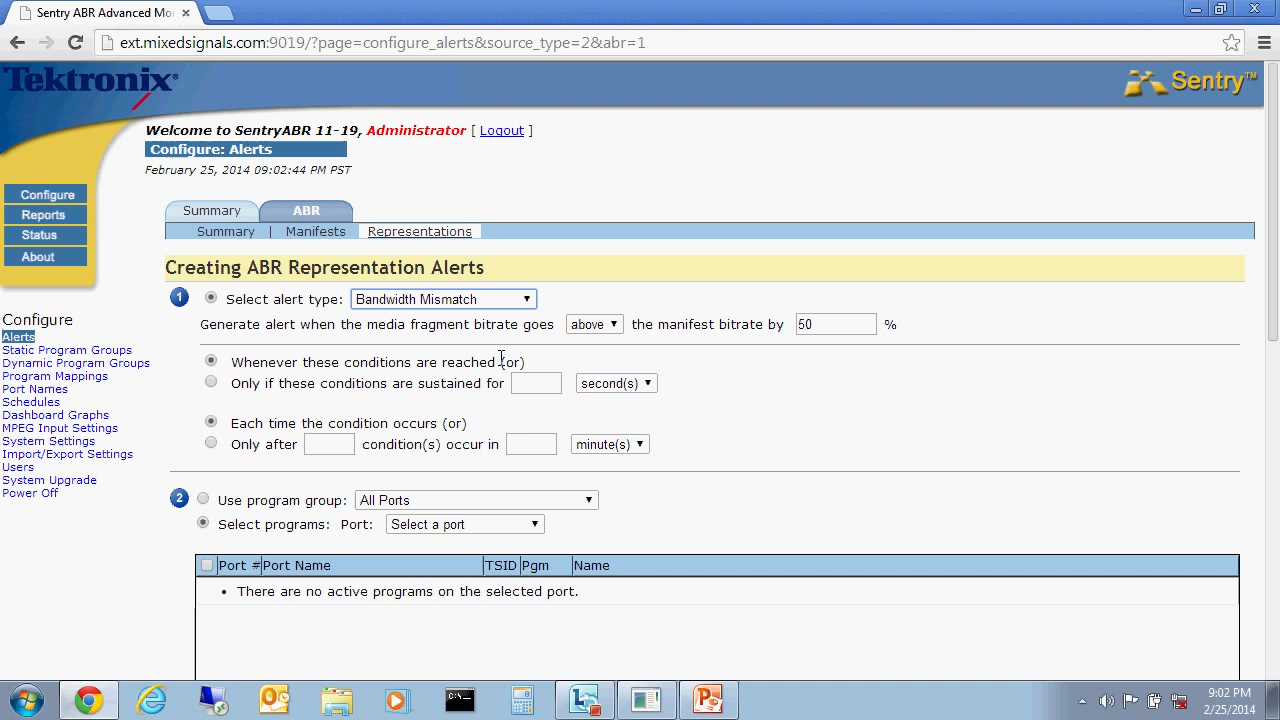 Sentry ABR Advanced Mo
ext.mixedsignals.com:9019/?page=configure_alerts&source_type=2&abr=1
Tektronix®
Sentry™
Welcome to SentryABR 11-19, Administrator [ Logout ]
Configure: Alerts
February 25, 2014 09:02:44 PM PST
Configure
Reports
Status
About
Summary ABR
Summary | Manifests Representations
Configure
Alerts
Static Program Groups
Dynamic Program Groups
Program Mappings
Port Names
Schedules
Dashboard Graphs
MPEG Input Settings
System Settings
Import/Export Settings
Users
System Upgrade
Power Off
Creating ABR Representation Alerts
1 Select alert type: Bandwidth Mismatch
Generate alert when the media fragment bitrate goes above the manifest bitrate by 50 %
Whenever these conditions are reached (or)
Only if these conditions are sustained for second(s)
Each time the condition occurs (or)
Only after condition(s) occur in minute(s)
2 Use program group: All Ports
Select programs: Port: Select a port
Port # Port Name TSID Pgm Name
• There are no active programs on the selected port.
9:02 PM
2/25/2014